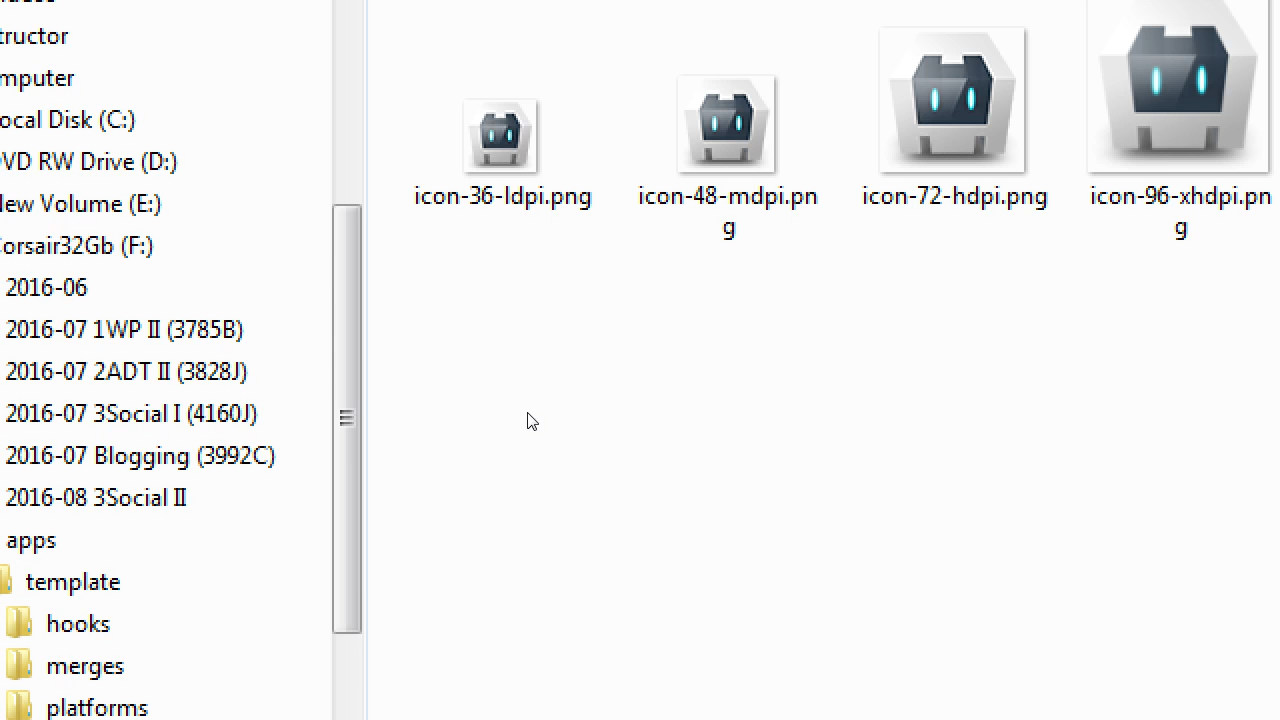 tructor
mputer
ocal Disk (C:)
VD RW Drive (D:)
ew Volume (E:)
orsair32Gb (F:)
2016-06
2016-07 1WP II (3785B)
2016-07 2ADT II (3828J)
2016-07 3Social I (4160J)
2016-07 Blogging (3992C)
2016-08 3Social II
apps
template
hooks
merges
platforms
icon-36-ldpi.png
icon-48-mdpi.pn
g
icon-72-hdpi.png
icon-96-xhdpi.pn
g